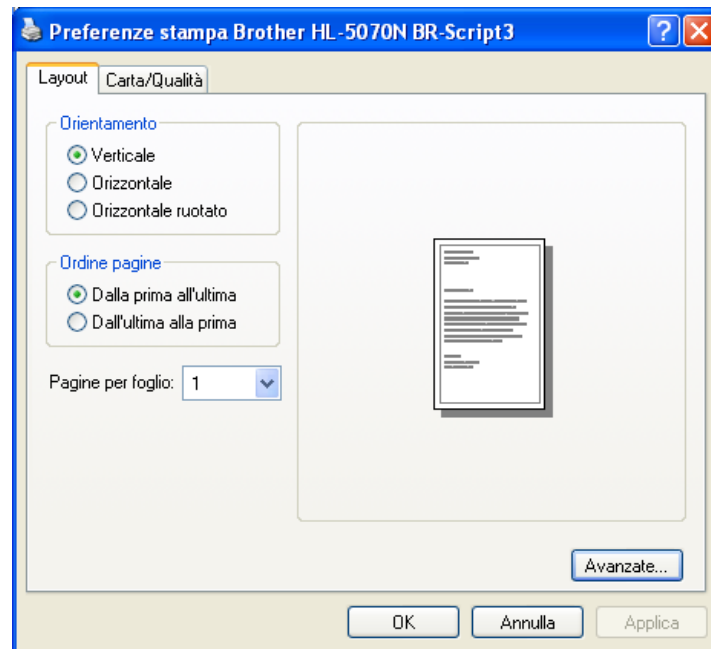 Preferenze stampa Brother HL-5070N BR-Script3
Layout
Carta/Qualità
Orientamento
Verticale
Orizzontale
Orizzontale ruotato
Ordine pagine
Dalla prima all'ultima
Dall'ultima alla prima
Pagine per foglio: 1
Avanzate...
OK
Annulla
Applica